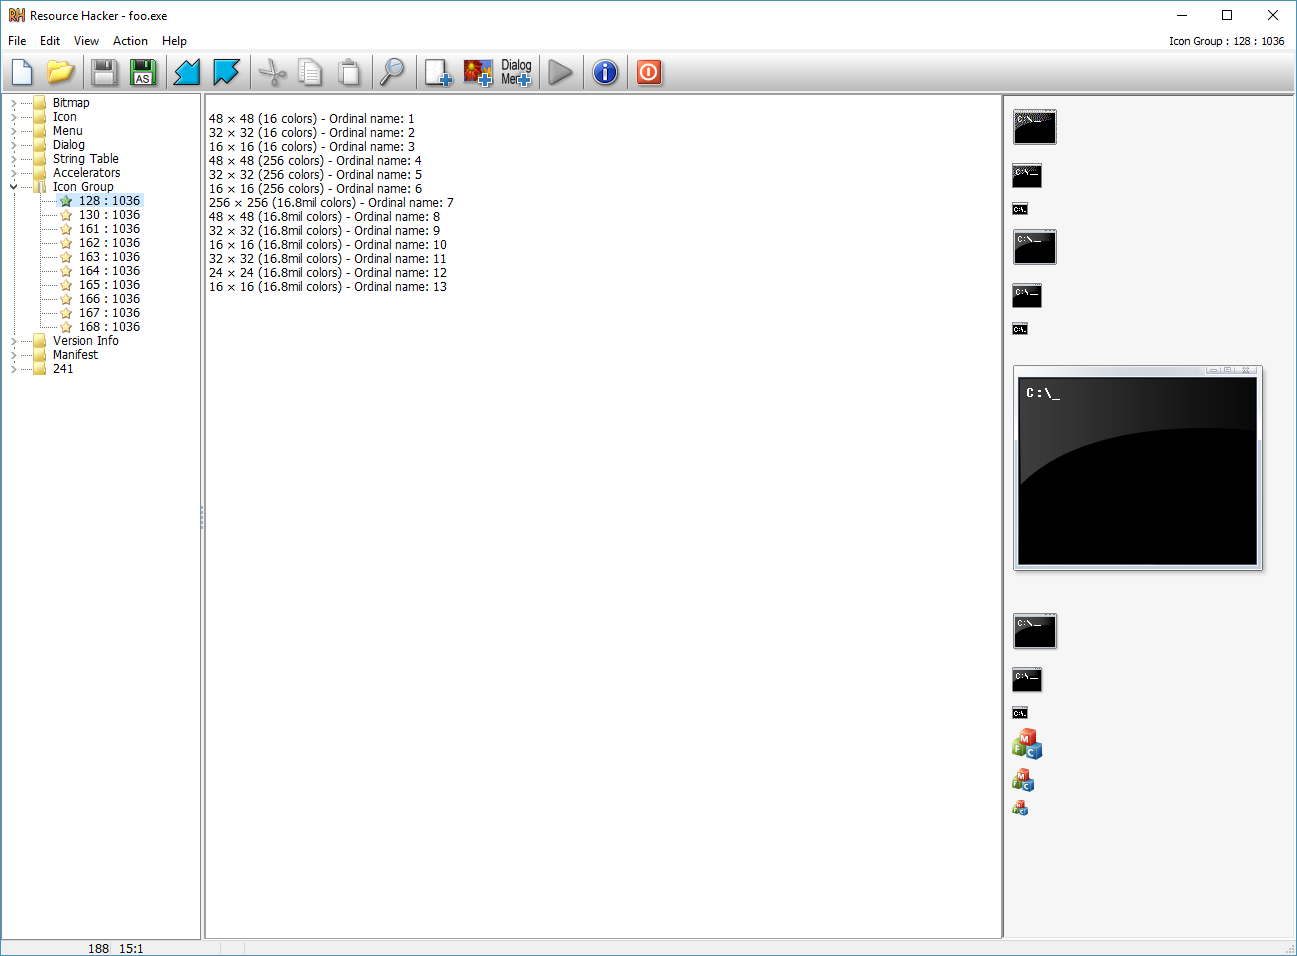 Resource Hacker - foo.exe
File Edit View Action Help
Icon Group : 128 : 1036
AS
Dialog
Men
Bitmap
Icon
Menu
Dialog
String Table
Accelerators
Icon Group
128 : 1036
130 : 1036
161 : 1036
162 : 1036
163 : 1036
164 : 1036
165 : 1036
166 : 1036
167 : 1036
168 : 1036
Version Info
Manifest
241
48 × 48 (16 colors) - Ordinal name: 1
32 × 32 (16 colors) - Ordinal name: 2
16 × 16 (16 colors) - Ordinal name: 3
48 × 48 (256 colors) - Ordinal name: 4
32 × 32 (256 colors) - Ordinal name: 5
16 × 16 (256 colors) - Ordinal name: 6
256 × 256 (16.8mil colors) - Ordinal name: 7
48 × 48 (16.8mil colors) - Ordinal name: 8
32 × 32 (16.8mil colors) - Ordinal name: 9
16 × 16 (16.8mil colors) - Ordinal name: 10
32 × 32 (16.8mil colors) - Ordinal name: 11
24 × 24 (16.8mil colors) - Ordinal name: 12
16 × 16 (16.8mil colors) - Ordinal name: 13
C:\_
C:\_
C:\_
C:\_
C:\_
C:\_
C:\_
C:\_
C:\_
C:\_
M F C
M F C
M F C
188 15:1